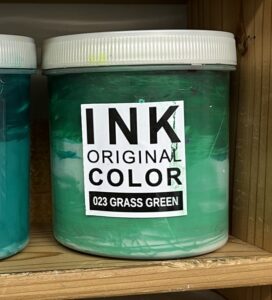 INK
ORIGINAL
COLOR
023 GRASS GREEN